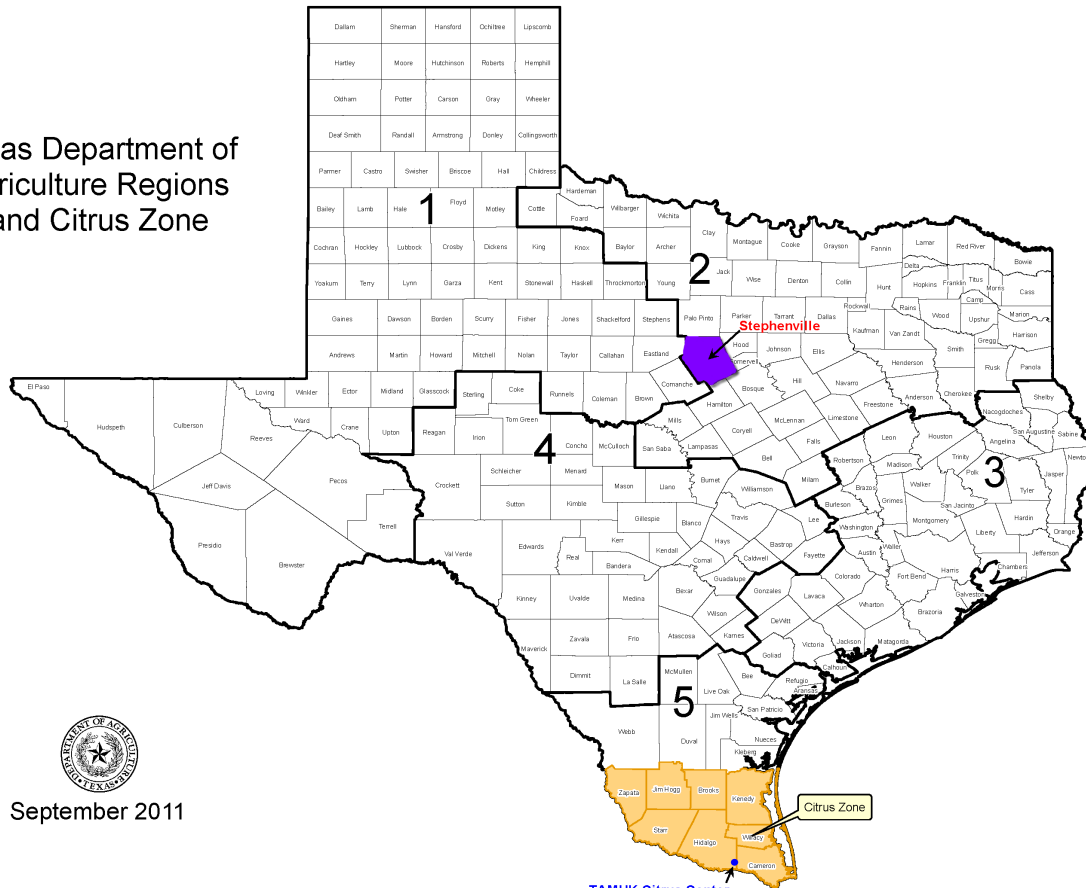 as Department of
riculture Regions
and Citrus Zone
Dallam Sherman Hansford Ochiltree Lipscomb
Hartley Moore Hutchinson Roberts Hemphill
Oldham Potter Carson Gray Wheeler
Deaf Smith Randall Armstrong Donley Collingsworth
Parmer Castro Swisher Briscoe Hall Childress
Bailey Lamb Hale 1 Floyd Motley Cottle Hardeman Foard Wilbarger Wichita
Cochran Hockley Lubbock Crosby Dickens King Knox Baylor Archer Clay Montague Cooke Grayson Fannin Lamar Red River Bowie
2
Yoakum Terry Lynn Garza Kent Stonewall Haskell Throckmorton Young Jack Wise Denton Collin Hunt Delta Hopkins Franklin Titus Morris Cass
Gaines Dawson Borden Scurry Fisher Jones Shackelford Stephens Palo Pinto Parker Tarrant Dallas Rockwall Kaufman Rains Wood Camp Upshur Marion
Stephenville
Andrews Martin Howard Mitchell Nolan Taylor Callahan Eastland Hood Somervell Johnson Ellis Van Zandt Smith Gregg Harrison
El Paso Loving Winkler Ector Midland Glasscock Sterling Coke Runnels Coleman Brown Comanche Bosque Hill Navarro Henderson Rusk Panola
Hudspeth Culberson Reeves Ward Crane Upton Reagan Irion Tom Green Concho McCulloch San Saba Mills Hamilton Coryell McLennan Limestone Freestone Anderson Cherokee Nacogdoches Shelby
4
Jeff Davis Pecos Crockett Schleicher Menard Mason Llano Lampasas Burnet Bell Falls Milam Robertson Leon Houston Angelina San Augustine Sabine
3
Presidio Brewster Terrell Sutton Kimble Gillespie Blanco Williamson Travis Lee Burleson Brazos Madison Grimes Walker Trinity Polk San Jacinto Tyler Jasper Newto
Val Verde Edwards Real Kerr Bandera Kendall Comal Hays Caldwell Bastrop Fayette Washington Austin Waller Montgomery Liberty Hardin Orange
Kinney Uvalde Medina Bexar Guadalupe Wilson Gonzales Lavaca Colorado Fort Bend Harris Chambers Jefferson Galveston
Maverick Zavala Frio Atascosa Karnes DeWitt Victoria Jackson Wharton Matagorda Brazoria
Dimmit La Salle McMullen Live Oak Bee Goliad Refugio Calhoun Aransas
5
Webb Duval Jim Wells San Patricio Nueces Kleberg
Zapata Jim Hogg Brooks Kenedy
Citrus Zone
Starr Hidalgo Willacy Cameron
DEPARTMENT OF AGRICULTURE
TEXAS
September 2011
TAMUK Citrus Center